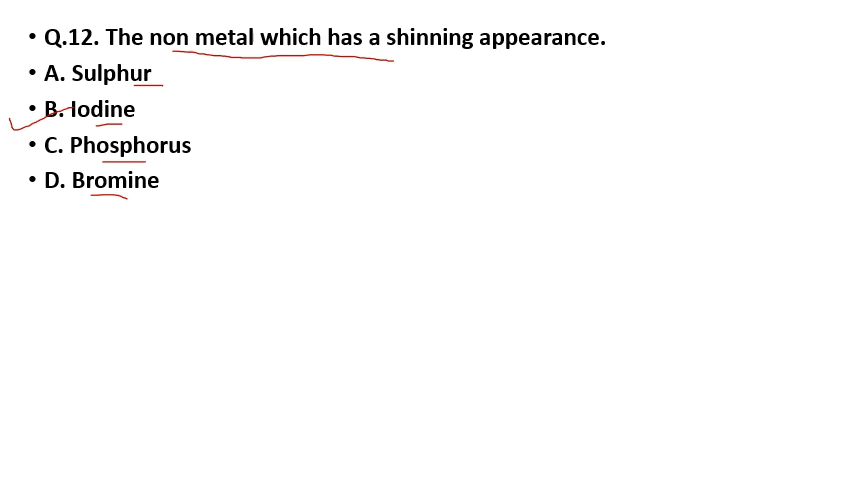 • Q.12. The non metal which has a shinning appearance.
• A. Sulphur
• B. Iodine
• C. Phosphorus
• D. Bromine